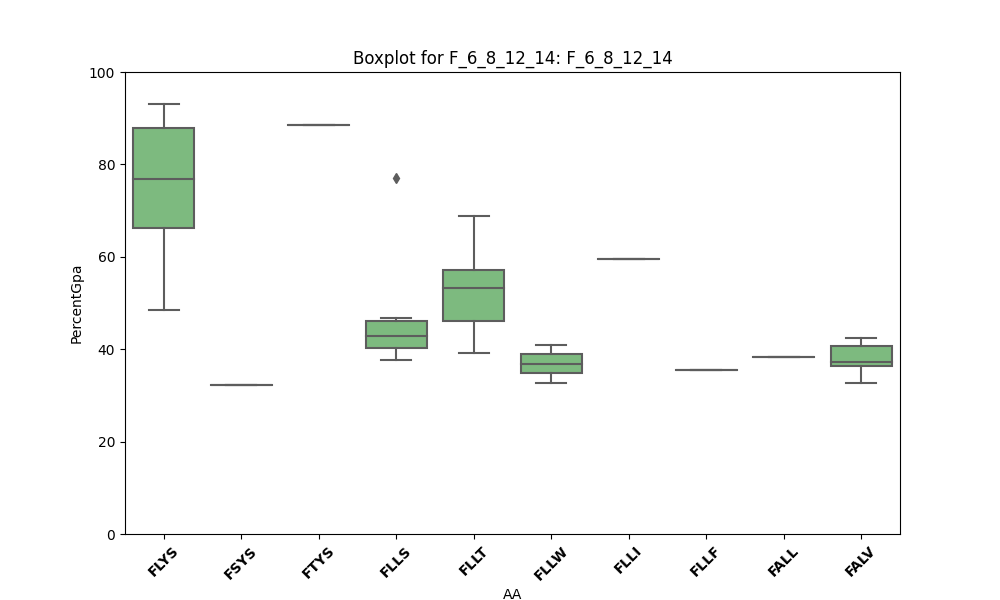 Boxplot for F_6_8_12_14: F_6_8_12_14
PercentGpa
100
80
60
40
20
0
FLYS FSYS FTYS FLLS FLLT FLLW FLLI FLLF FALL FALV
AA